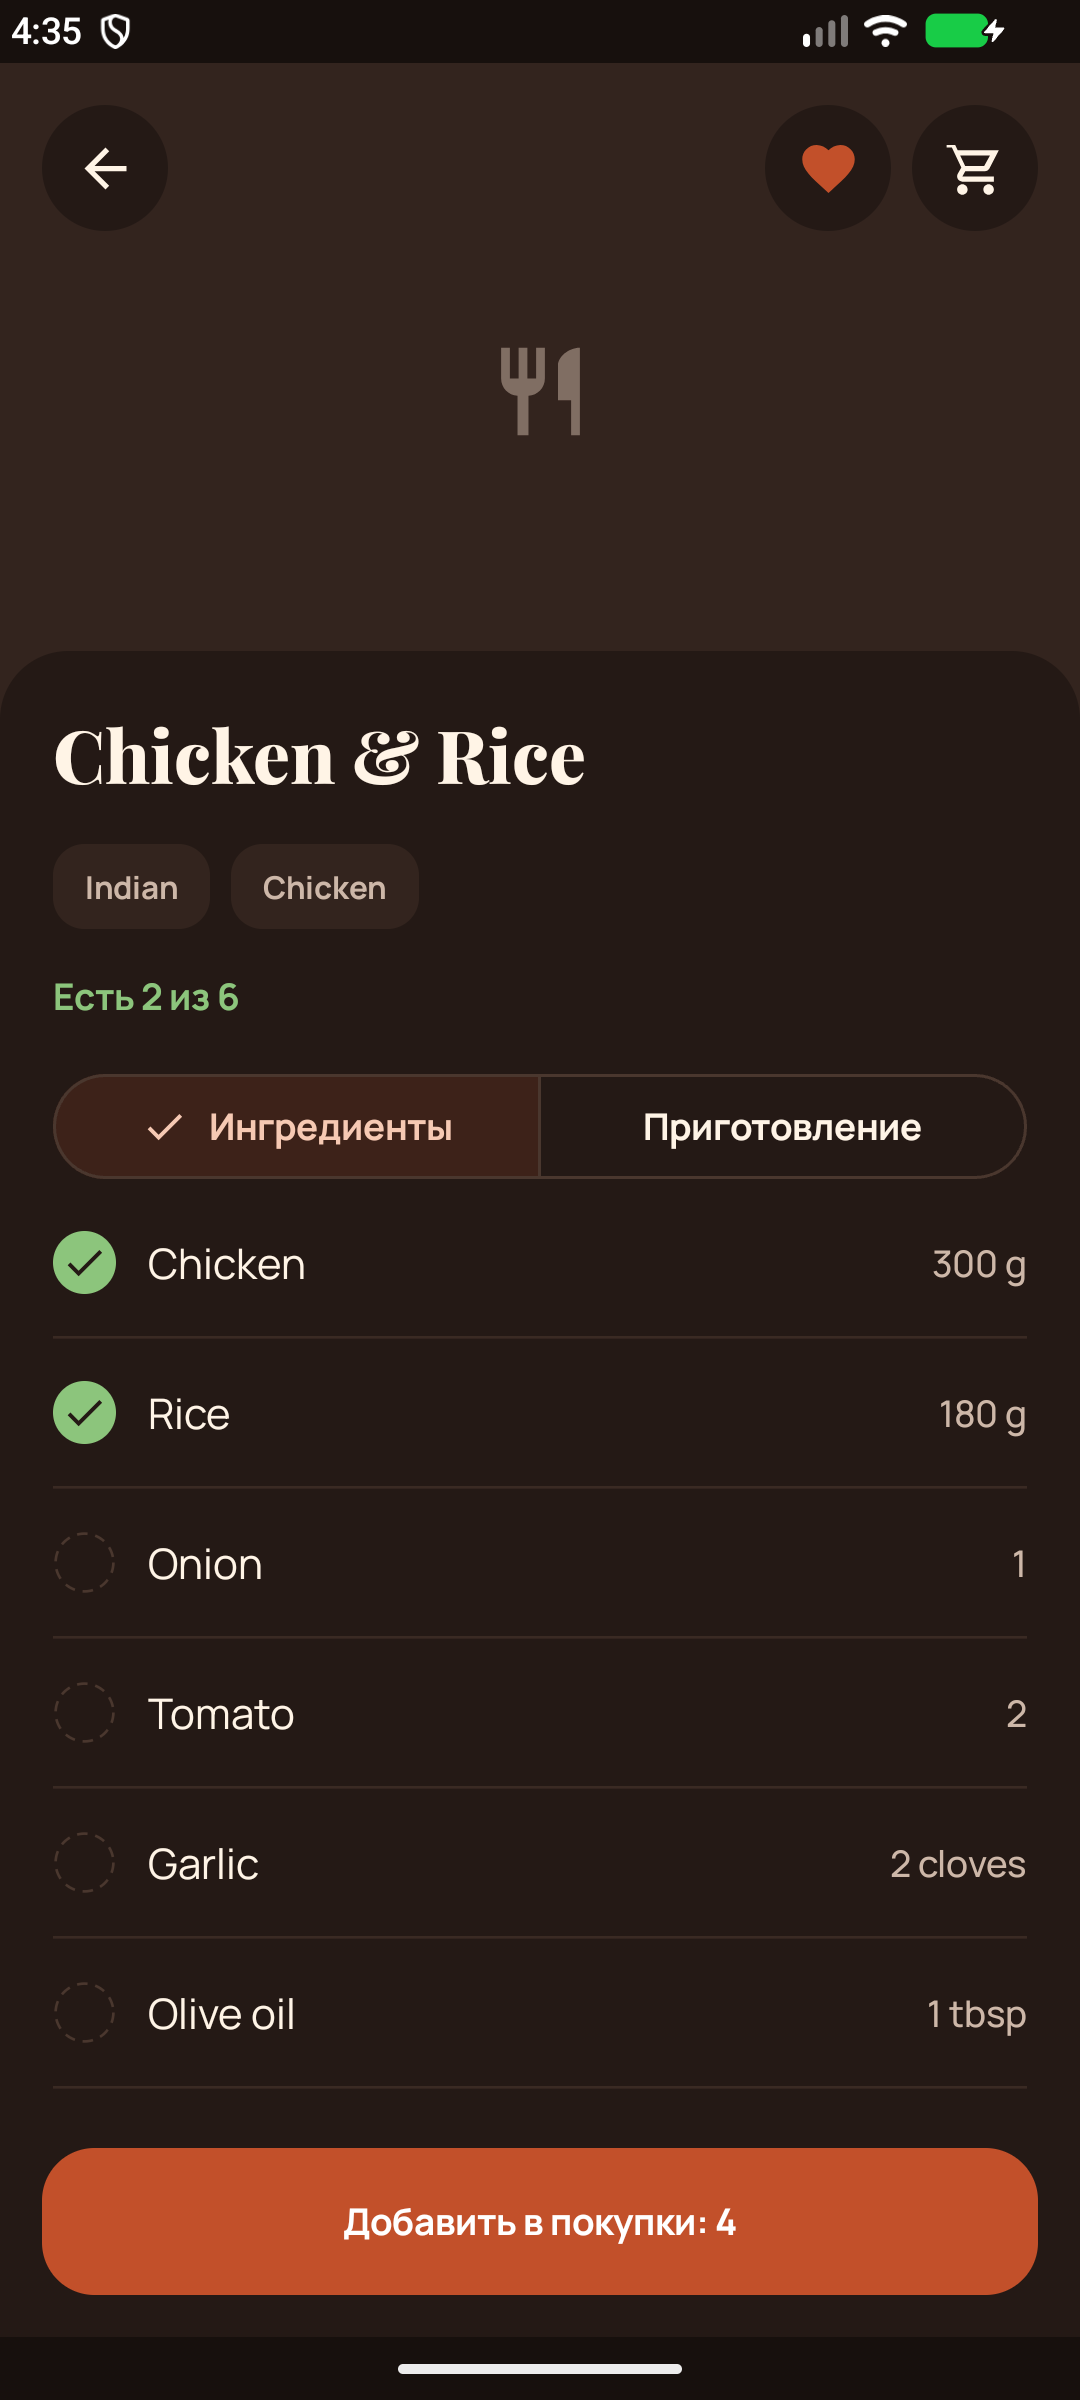 4:35
Chicken & Rice
Indian
Chicken
Есть 2 из 6
Ингредиенты
Приготовление
Chicken
300 g
Rice
180 g
Onion
1
Tomato
2
Garlic
2 cloves
Olive oil
1 tbsp
Добавить в покупки: 4